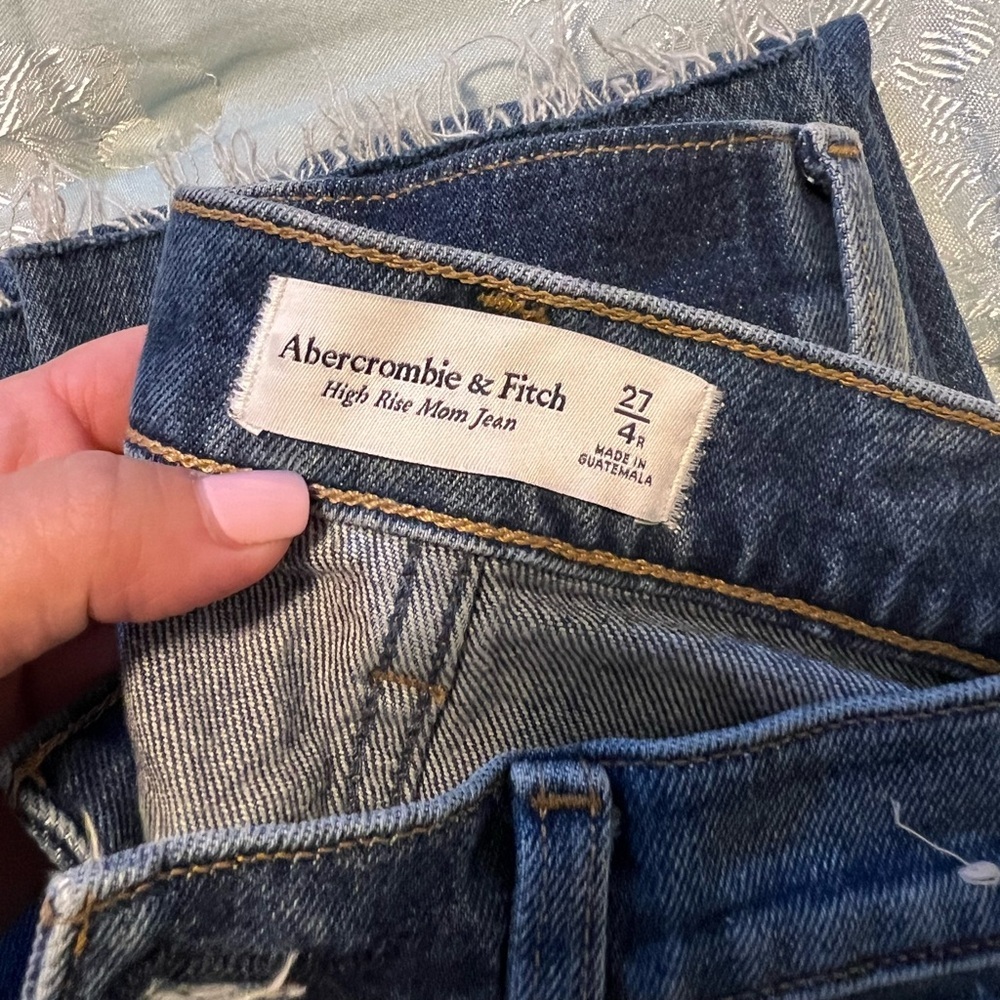 Abercrombie & Fitch
High Rise Mom Jean
27
4R
MADE IN
GUATEMALA